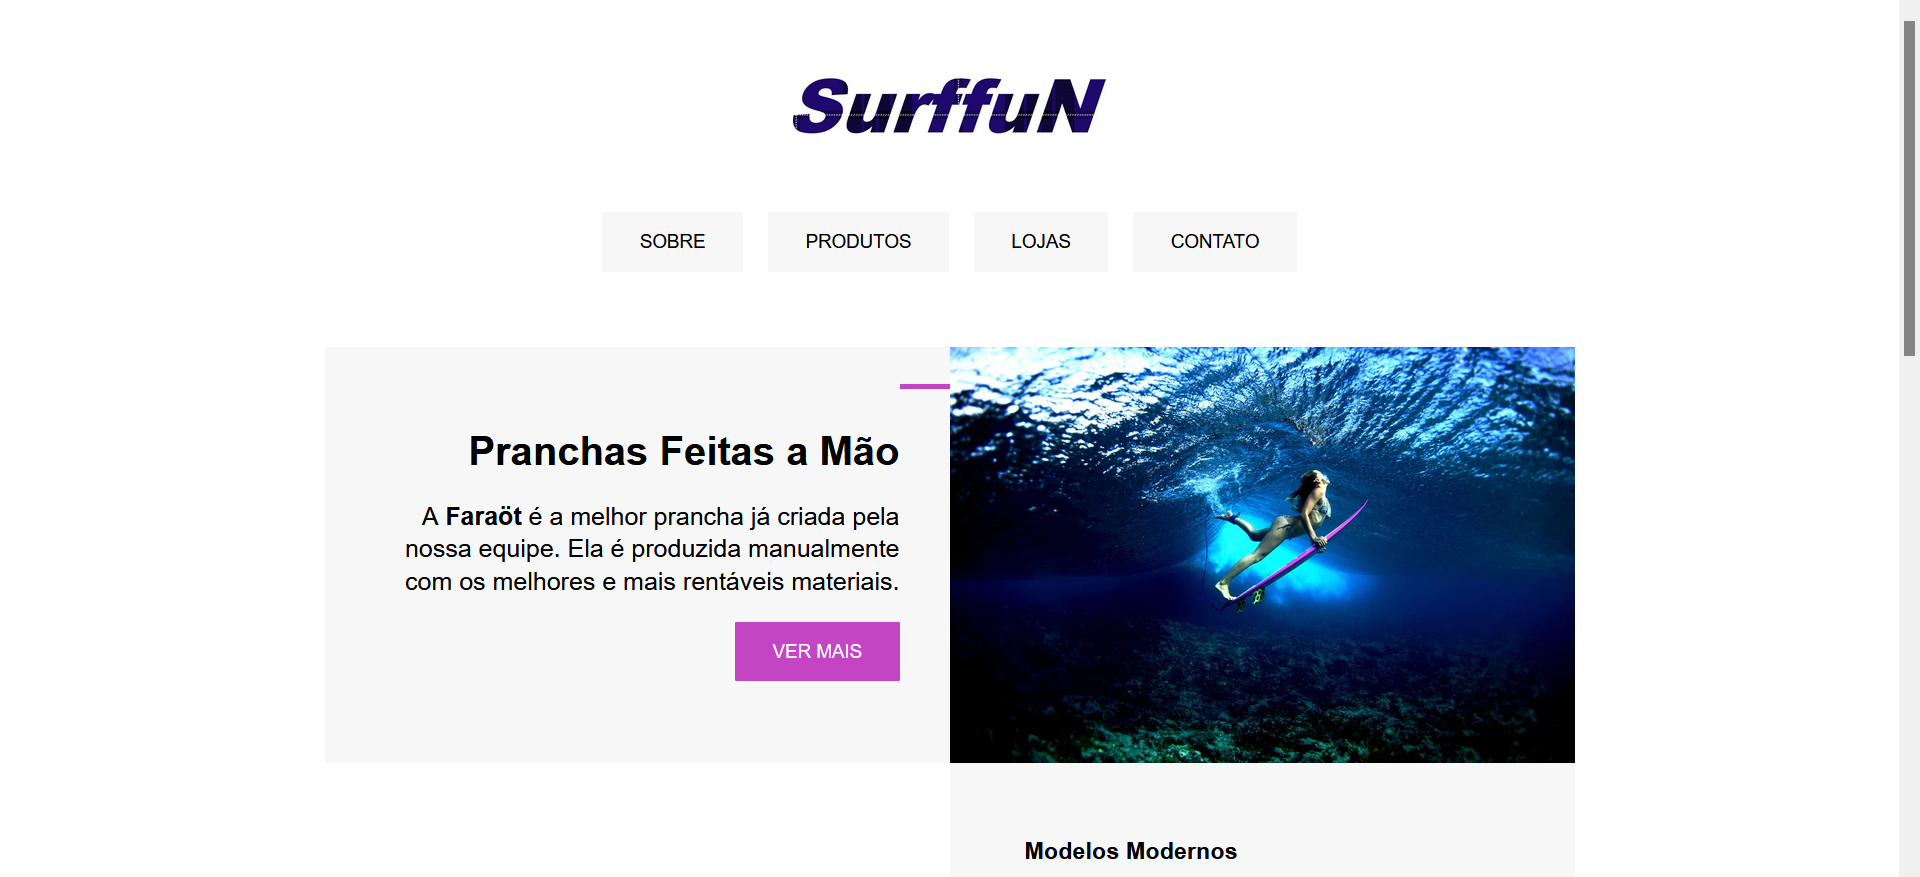 SurffuN
SOBRE
PRODUTOS
LOJAS
CONTATO
Pranchas Feitas a Mão
A Faraöt é a melhor prancha já criada pela
nossa equipe. Ela é produzida manualmente
com os melhores e mais rentáveis materiais.
VER MAIS
Modelos Modernos